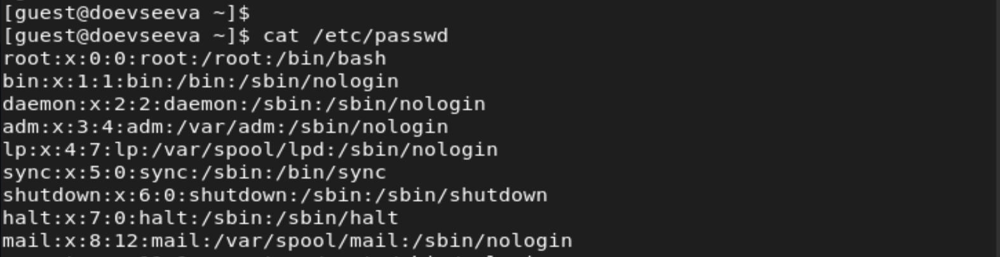 [guest@doevseeva ~]$
[guest@doevseeva ~]$ cat /etc/passwd
root:x:0:0:root:/root:/bin/bash
bin:x:1:1:bin:/bin:/sbin/nologin
daemon:x:2:2:daemon:/sbin:/sbin/nologin
adm:x:3:4:adm:/var/adm:/sbin/nologin
lp:x:4:7:lp:/var/spool/lpd:/sbin/nologin
sync:x:5:0:sync:/sbin:/bin/sync
shutdown:x:6:0:shutdown:/sbin:/sbin/shutdown
halt:x:7:0:halt:/sbin:/sbin/halt
mail:x:8:12:mail:/var/spool/mail:/sbin/nologin